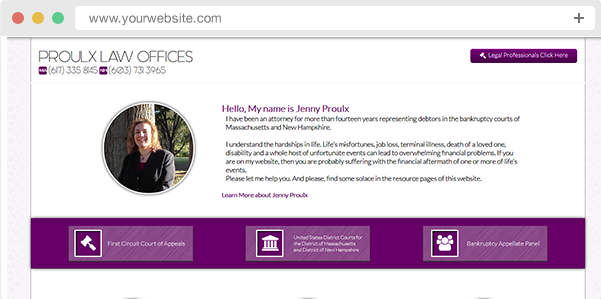 www.yourwebsite.com
PROULX LAW OFFICES
Legal Professionals Click Here
MA (617) 335 8145 NH (603) 731 3965
Hello, My name is Jenny Proulx
I have been an attorney for more than fourteen years representing debtors in the bankruptcy courts of
Massachusetts and New Hampshire.
I understand the hardships in life. Life's misfortunes, job loss, terminal illness, death of a loved one,
disability and a whole host of unfortunate events can lead to overwhelming financial problems. If you
are on my website, then you are probably suffering with the financial aftermath of one or more of life's
events.
Please let me help you. And please, find some solace in the resource pages of this website.
Learn More about Jenny Proulx
First Circuit Court of Appeals
United States District Courts for
the District of Massachusetts
and District of New Hampshire
Bankruptcy Appellate Panel